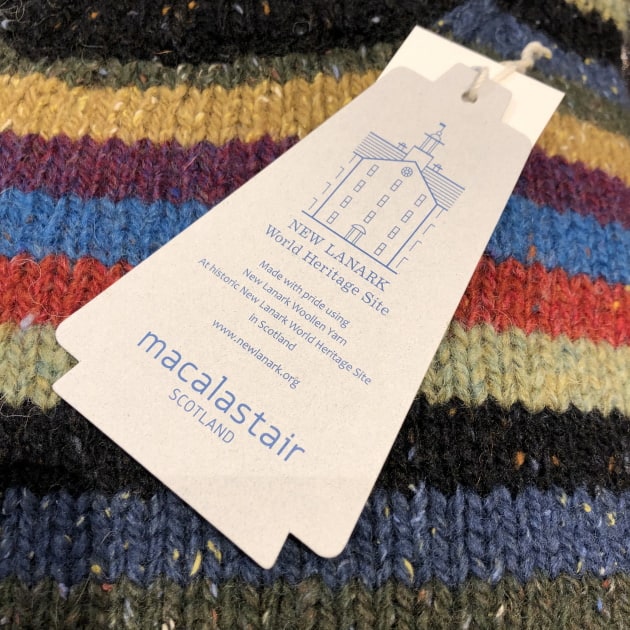 NEW LANARK
World Heritage Site
Made with pride using
New Lanark Woollen Yarn
At historic New Lanark World Heritage Site
in Scotland
www.newlanark.org
macalastair
SCOTLAND